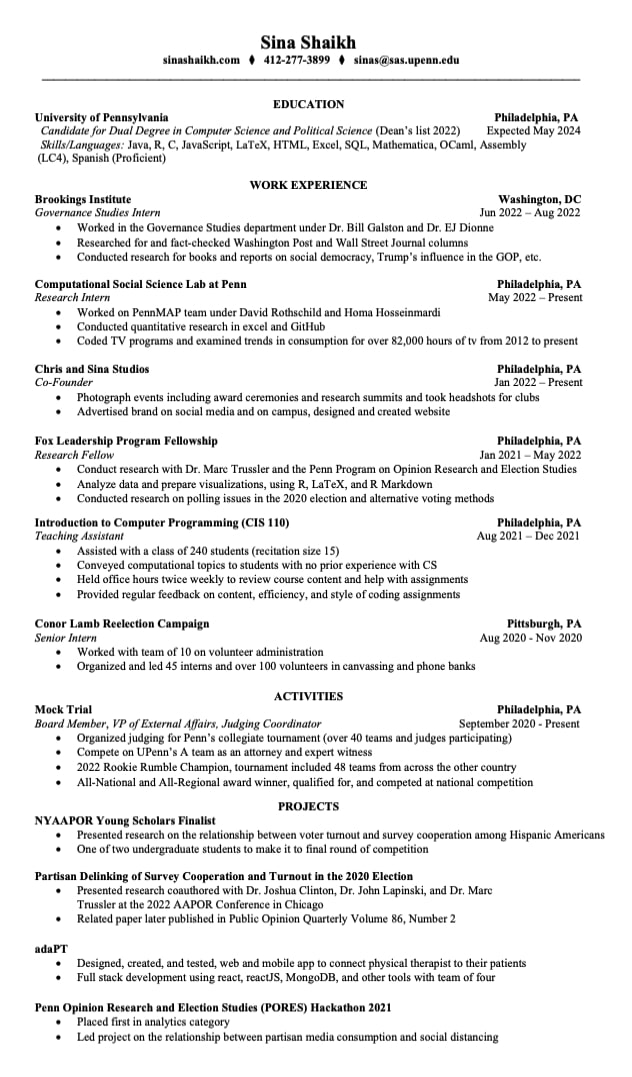 Sina Shaikh
sinashaikh.com ♦ 412-277-3899 ♦ sinas@sas.upenn.edu
EDUCATION
University of Pennsylvania Philadelphia, PA
Candidate for Dual Degree in Computer Science and Political Science (Dean's list 2022) Expected May 2024
Skills/Languages: Java, R, C, JavaScript, LaTeX, HTML, Excel, SQL, Mathematica, OCaml, Assembly
(LC4), Spanish (Proficient)
WORK EXPERIENCE
Brookings Institute Washington, DC
Governance Studies Intern Jun 2022 – Aug 2022
• Worked in the Governance Studies department under Dr. Bill Galston and Dr. EJ Dionne
• Researched for and fact-checked Washington Post and Wall Street Journal columns
• Conducted research for books and reports on social democracy, Trump's influence in the GOP, etc.
Computational Social Science Lab at Penn Philadelphia, PA
Research Intern May 2022 – Present
• Worked on PennMAP team under David Rothschild and Homa Hosseinmardi
• Conducted quantitative research in excel and GitHub
• Coded TV programs and examined trends in consumption for over 82,000 hours of tv from 2012 to present
Chris and Sina Studios Philadelphia, PA
Co-Founder Jan 2022 – Present
• Photograph events including award ceremonies and research summits and took headshots for clubs
• Advertised brand on social media and on campus, designed and created website
Fox Leadership Program Fellowship Philadelphia, PA
Research Fellow Jan 2021 – May 2022
• Conduct research with Dr. Marc Trussler and the Penn Program on Opinion Research and Election Studies
• Analyze data and prepare visualizations, using R, LaTeX, and R Markdown
• Conducted research on polling issues in the 2020 election and alternative voting methods
Introduction to Computer Programming (CIS 110) Philadelphia, PA
Teaching Assistant Aug 2021 – Dec 2021
• Assisted with a class of 240 students (recitation size 15)
• Conveyed computational topics to students with no prior experience with CS
• Held office hours twice weekly to review course content and help with assignments
• Provided regular feedback on content, efficiency, and style of coding assignments
Conor Lamb Reelection Campaign Pittsburgh, PA
Senior Intern Aug 2020 - Nov 2020
• Worked with team of 10 on volunteer administration
• Organized and led 45 interns and over 100 volunteers in canvassing and phone banks
ACTIVITIES
Mock Trial Philadelphia, PA
Board Member, VP of External Affairs, Judging Coordinator September 2020 - Present
• Organized judging for Penn's collegiate tournament (over 40 teams and judges participating)
• Compete on UPenn's A team as an attorney and expert witness
• 2022 Rookie Rumble Champion, tournament included 48 teams from across the other country
• All-National and All-Regional award winner, qualified for, and competed at national competition
PROJECTS
NYAAPOR Young Scholars Finalist
• Presented research on the relationship between voter turnout and survey cooperation among Hispanic Americans
• One of two undergraduate students to make it to final round of competition
Partisan Delinking of Survey Cooperation and Turnout in the 2020 Election
• Presented research coauthored with Dr. Joshua Clinton, Dr. John Lapinski, and Dr. Marc
Trussler at the 2022 AAPOR Conference in Chicago
• Related paper later published in Public Opinion Quarterly Volume 86, Number 2
adaPT
• Designed, created, and tested, web and mobile app to connect physical therapist to their patients
• Full stack development using react, reactJS, MongoDB, and other tools with team of four
Penn Opinion Research and Election Studies (PORES) Hackathon 2021
• Placed first in analytics category
• Led project on the relationship between partisan media consumption and social distancing